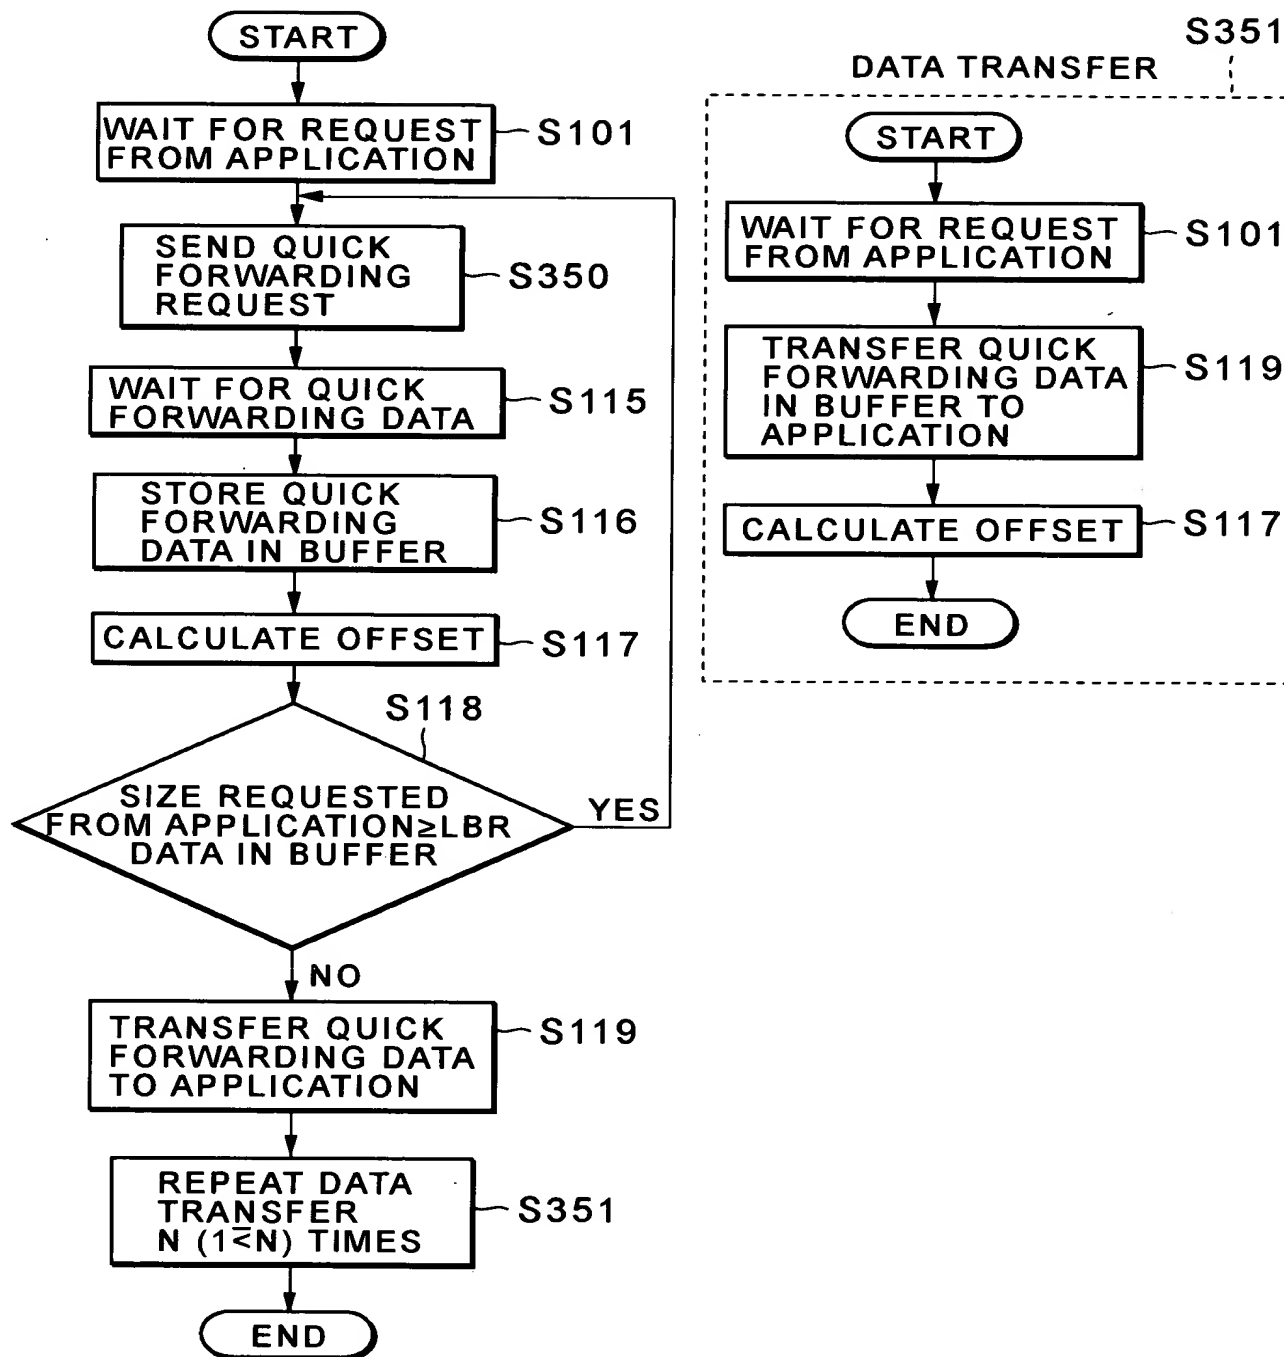 START
WAIT FOR REQUEST
FROM APPLICATION
S101
SEND QUICK
FORWARDING
REQUEST
S350
WAIT FOR QUICK
FORWARDING DATA
S115
STORE QUICK
FORWARDING
DATA IN BUFFER
S116
CALCULATE OFFSET
S117
S118
SIZE REQUESTED
FROM APPLICATION≥LBR
DATA IN BUFFER
YES
NO
TRANSFER QUICK
FORWARDING DATA
TO APPLICATION
S119
REPEAT DATA
TRANSFER
N (1≤N) TIMES
S351
END
S351
DATA TRANSFER
START
WAIT FOR REQUEST
FROM APPLICATION
S101
TRANSFER QUICK
FORWARDING DATA
IN BUFFER TO
APPLICATION
S119
CALCULATE OFFSET
S117
END